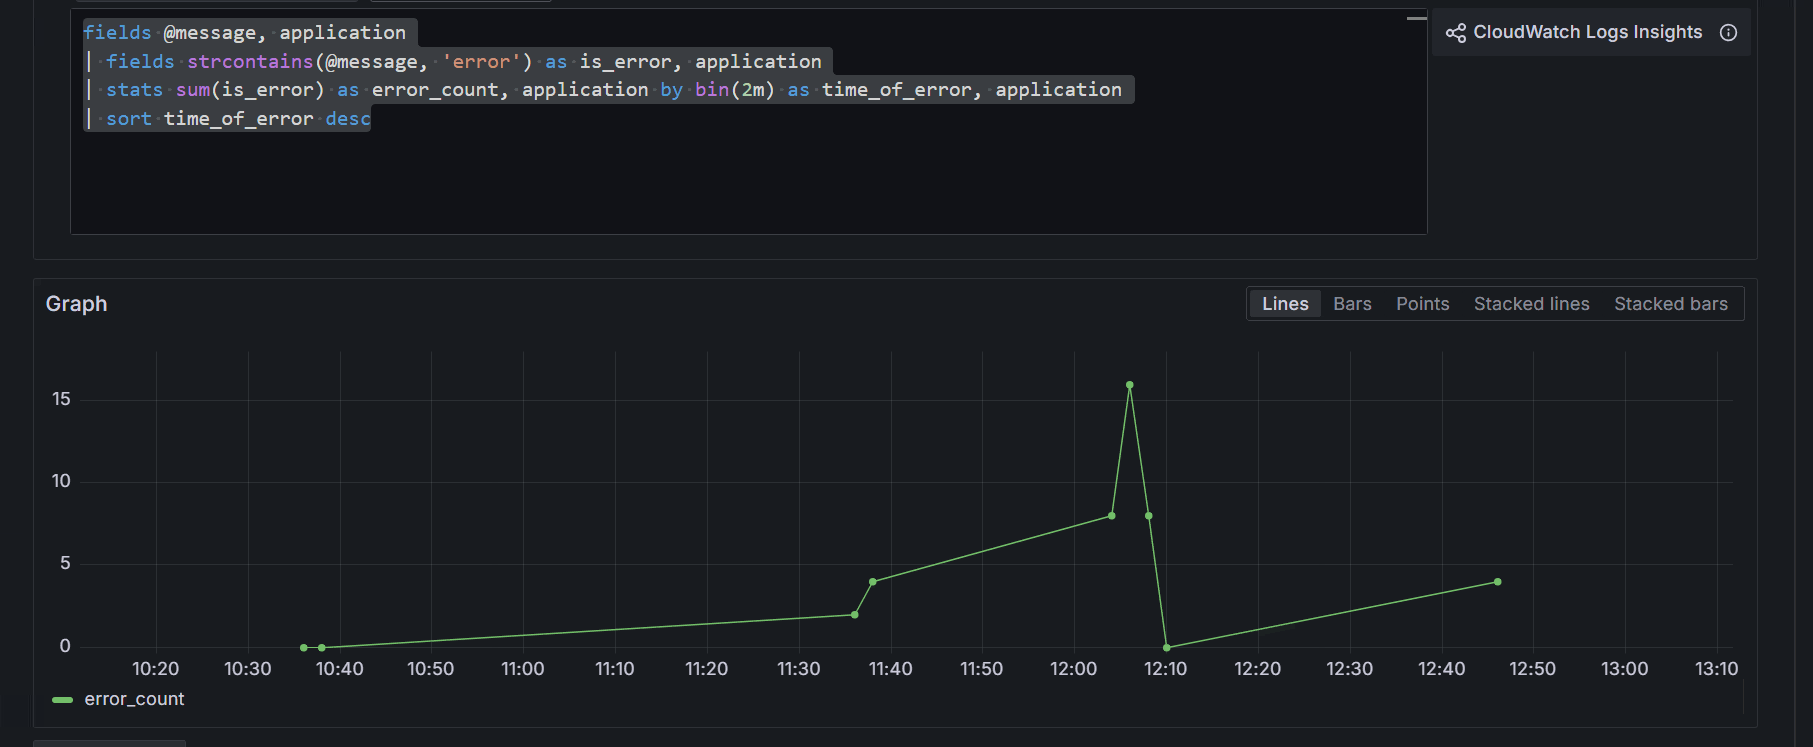 fields @message, application
| fields strcontains(@message, 'error') as is_error, application
| stats sum(is_error) as error_count, application by bin(2m) as time_of_error, application
| sort time_of_error desc
CloudWatch Logs Insights
Graph
Lines Bars Points Stacked lines Stacked bars
15
10
5
0
10:20 10:30 10:40 10:50 11:00 11:10 11:20 11:30 11:40 11:50 12:00 12:10 12:20 12:30 12:40 12:50 13:00 13:10
error_count